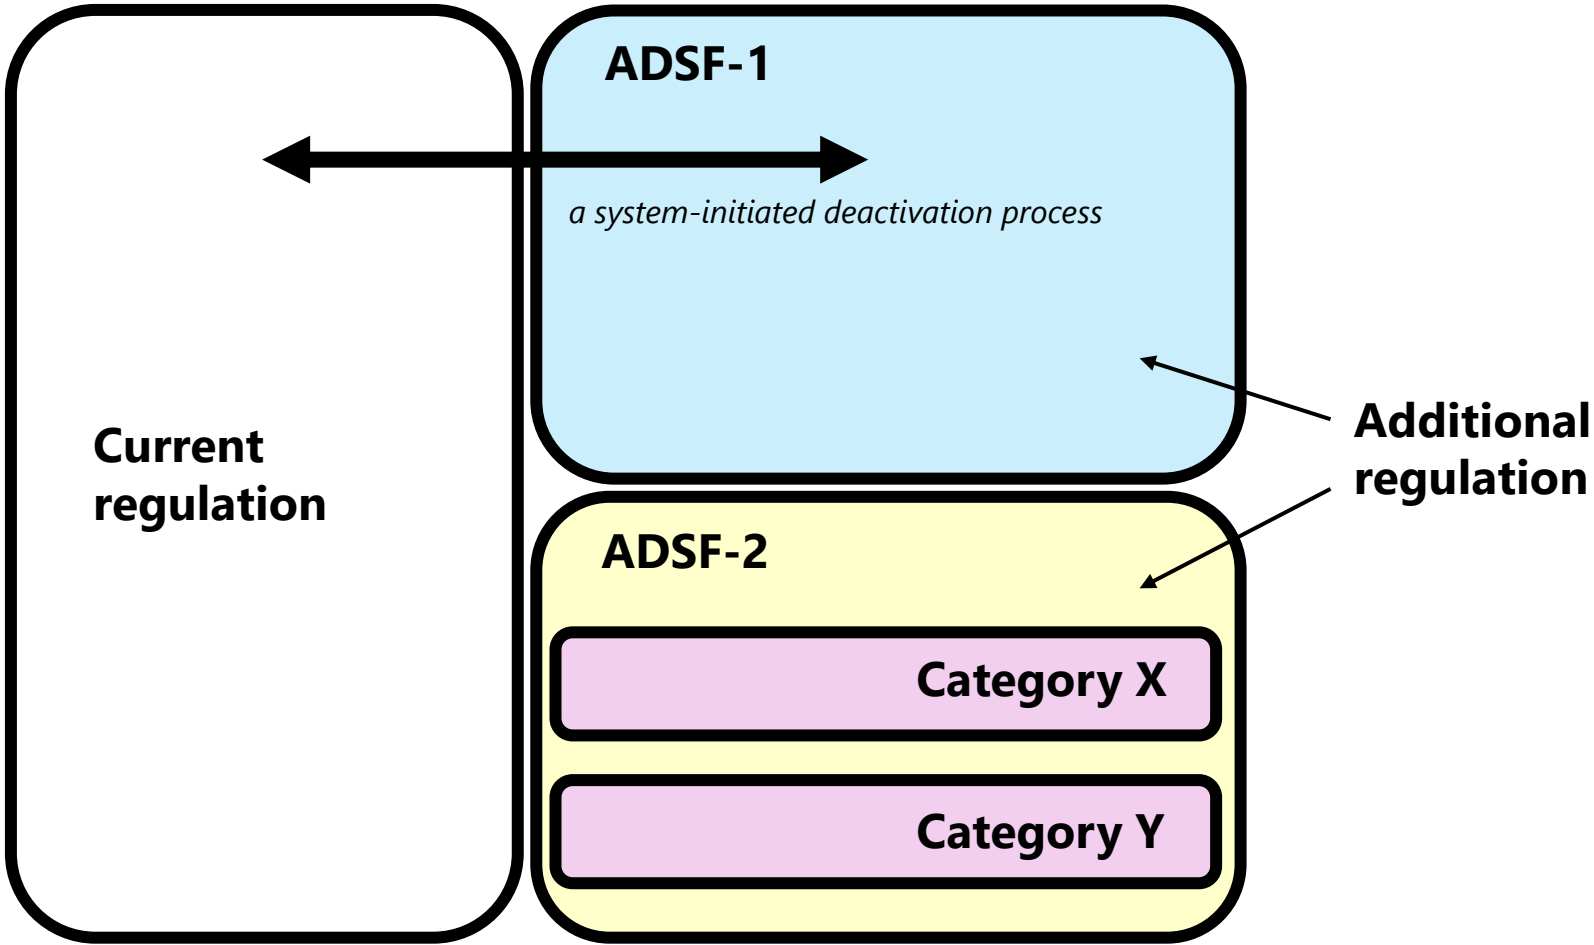 ADSF-1
a system-initiated deactivation process
Current
regulation
Additional
regulation
ADSF-2
Category X
Category Y